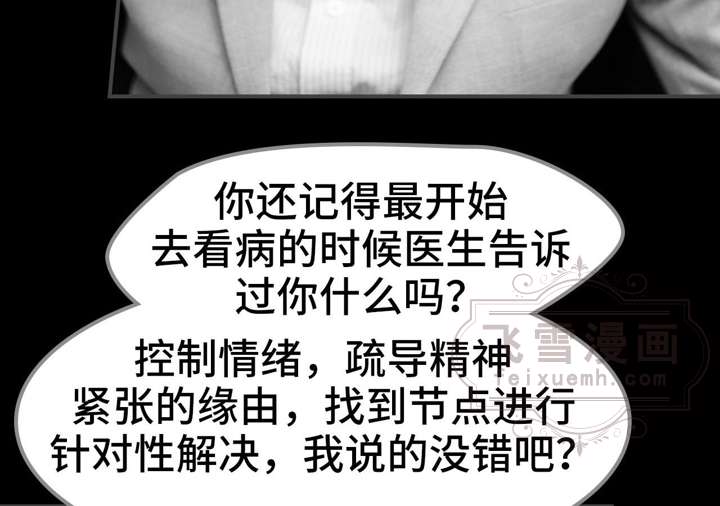 你还记得最开始
去看病的时候医生告诉
过你什么吗？
控制情绪，疏导精神
紧张的缘由，找到节点进行
针对性解决，我说的没错吧？
飞雪漫画
feixuemh.com